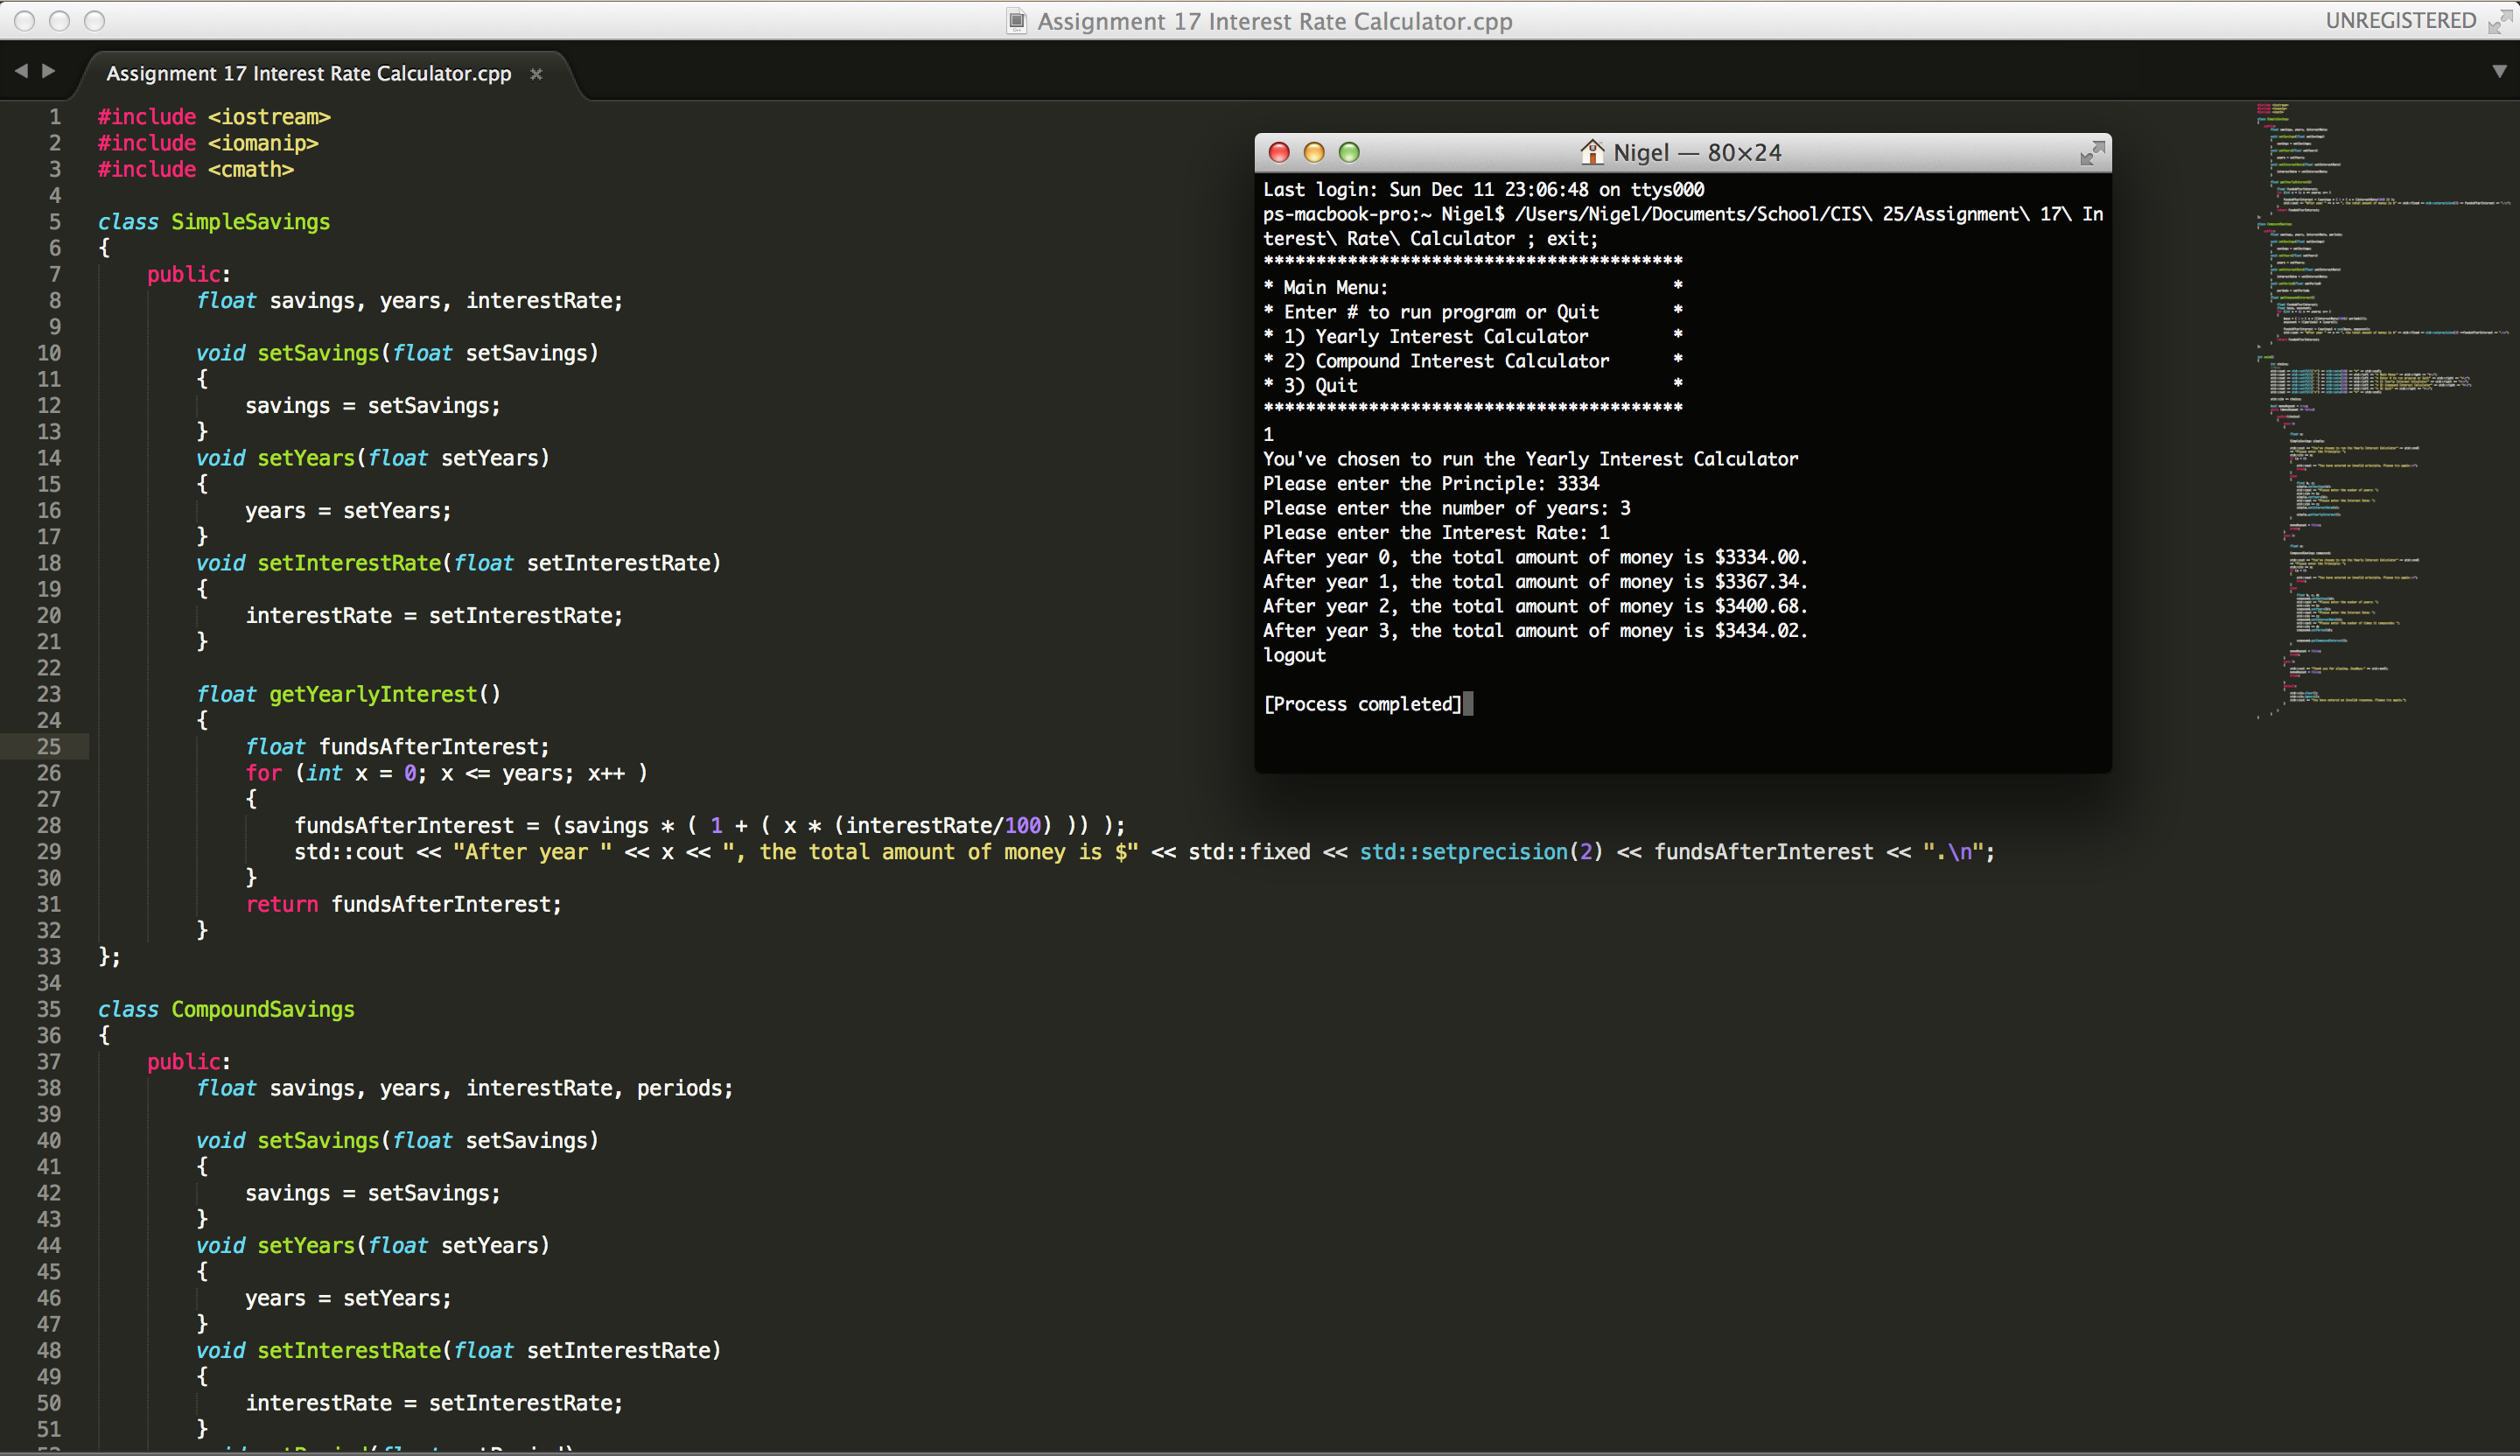 Assignment 17 Interest Rate Calculator.cpp
UNREGISTERED
Assignment 17 Interest Rate Calculator.cpp ×
1 #include <iostream>
2 #include <iomanip>
3 #include <cmath>
4
5 class SimpleSavings
6 {
7 public:
8 float savings, years, interestRate;
9
10 void setSavings(float setSavings)
11 {
12 savings = setSavings;
13 }
14 void setYears(float setYears)
15 {
16 years = setYears;
17 }
18 void setInterestRate(float setInterestRate)
19 {
20 interestRate = setInterestRate;
21 }
22
23 float getYearlyInterest()
24 {
25 float fundsAfterInterest;
26 for (int x = 0; x <= years; x++ )
27 {
28 fundsAfterInterest = (savings * ( 1 + ( x * (interestRate/100) )) );
29 std::cout << "After year " << x << ", the total amount of money is $" << std::fixed << std::setprecision(2) << fundsAfterInterest << ".\n";
30 }
31 return fundsAfterInterest;
32 }
33 };
34
35 class CompoundSavings
36 {
37 public:
38 float savings, years, interestRate, periods;
39
40 void setSavings(float setSavings)
41 {
42 savings = setSavings;
43 }
44 void setYears(float setYears)
45 {
46 years = setYears;
47 }
48 void setInterestRate(float setInterestRate)
49 {
50 interestRate = setInterestRate;
51 }
Nigel — 80×24
Last login: Sun Dec 11 23:06:48 on ttys000
ps-macbook-pro:~ Nigel$ /Users/Nigel/Documents/School/CIS\ 25/Assignment\ 17\ In
terest\ Rate\ Calculator ; exit;
****************************************
* Main Menu: *
* Enter # to run program or Quit *
* 1) Yearly Interest Calculator *
* 2) Compound Interest Calculator *
* 3) Quit *
****************************************
1
You've chosen to run the Yearly Interest Calculator
Please enter the Principle: 3334
Please enter the number of years: 3
Please enter the Interest Rate: 1
After year 0, the total amount of money is $3334.00.
After year 1, the total amount of money is $3367.34.
After year 2, the total amount of money is $3400.68.
After year 3, the total amount of money is $3434.02.
logout
[Process completed]